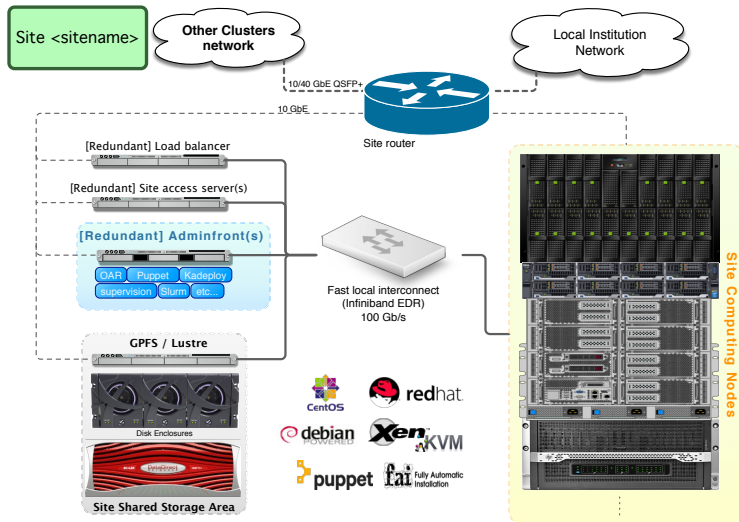 Site <sitename>
Other Clusters
network
Local Institution
Network
10/40 GbE QSFP+
10 GbE
Site router
[Redundant] Load balancer
[Redundant] Site access server(s)
[Redundant] Adminfront(s)
OAR
Puppet
Kadeploy
supervision
Slurm
etc...
Fast local interconnect
(Infiniband EDR)
100 Gb/s
GPFS / Lustre
Disk Enclosures
DataDirect
Site Shared Storage Area
CentOS
redhat.
debian
POWERED
Xen
KVM
puppet
fai
Fully Automatic
Installation
Site Computing Nodes